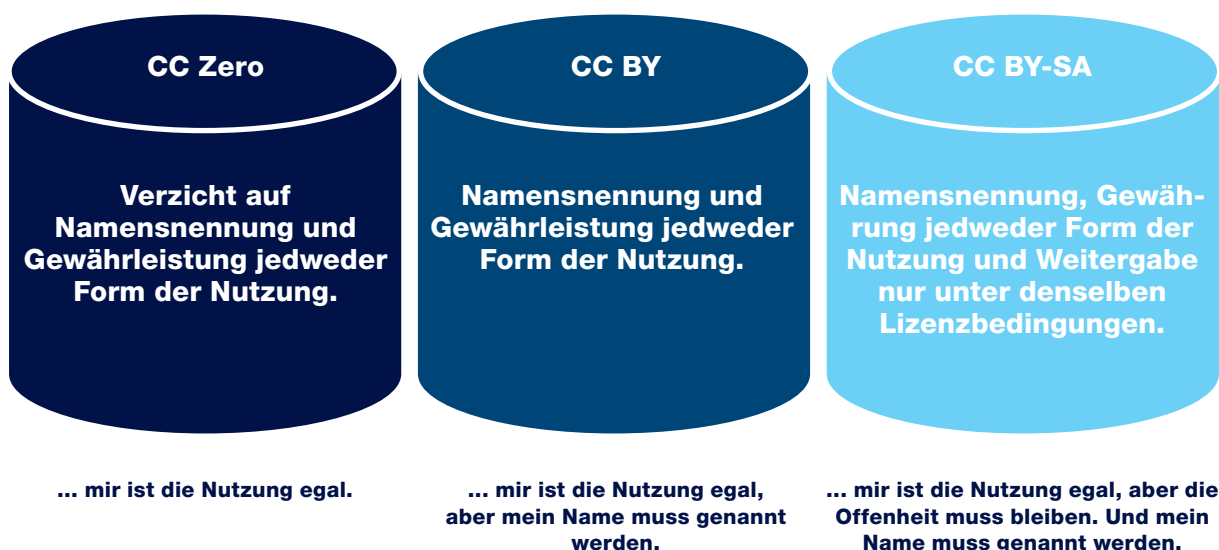 CC Zero
Verzicht auf
Namensnennung und
Gewährleistung jedweder
Form der Nutzung.
... mir ist die Nutzung egal.
CC BY
Namensnennung und
Gewährleistung jedweder
Form der Nutzung.
... mir ist die Nutzung egal,
aber mein Name muss genannt
werden.
CC BY-SA
Namensnennung, Gewäh-
rung jedweder Form der
Nutzung und Weitergabe
nur unter denselben
Lizenzbedingungen.
... mir ist die Nutzung egal, aber die
Offenheit muss bleiben. Und mein
Name muss genannt werden.